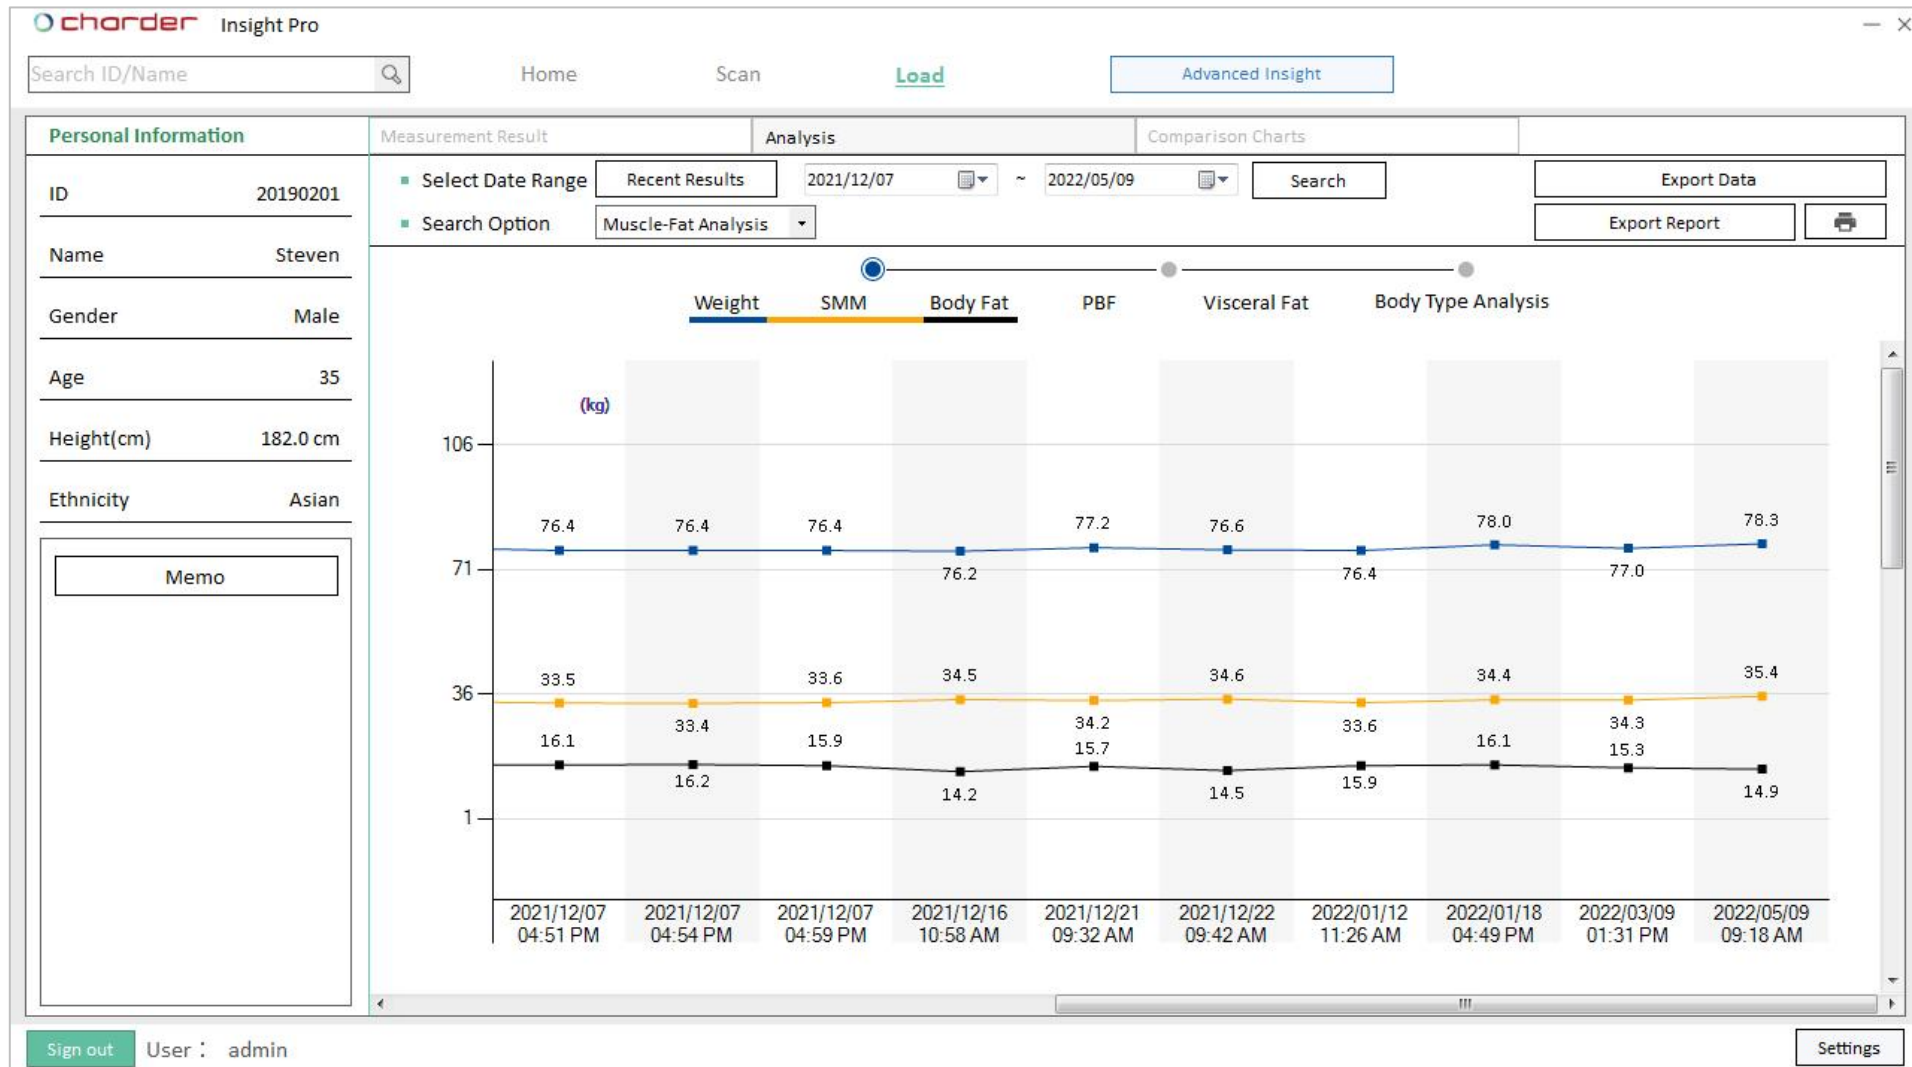 charder Insight Pro
Search ID/Name
Home Scan Load Advanced Insight
Personal Information
ID 20190201
Name Steven
Gender Male
Age 35
Height(cm) 182.0 cm
Ethnicity Asian
Memo
Measurement Result Analysis Comparison Charts
Select Date Range Recent Results 2021/12/07 ~ 2022/05/09 Search Export Data
Search Option Muscle-Fat Analysis Export Report
Weight SMM Body Fat PBF Visceral Fat Body Type Analysis
(kg)
106
76.4 76.4 76.4 77.2 76.6 78.0 78.3
71
76.2 76.4 77.0
33.5 33.6 34.5 34.6 34.4 35.4
36
33.4 34.2 33.6 34.3
16.1 15.9 15.7 16.1 15.3
16.2 14.2 14.5 15.9 14.9
1
2021/12/07 2021/12/07 2021/12/07 2021/12/16 2021/12/21 2021/12/22 2022/01/12 2022/01/18 2022/03/09 2022/05/09
04:51 PM 04:54 PM 04:59 PM 10:58 AM 09:32 AM 09:42 AM 11:26 AM 04:49 PM 01:31 PM 09:18 AM
Sign out User : admin Settings